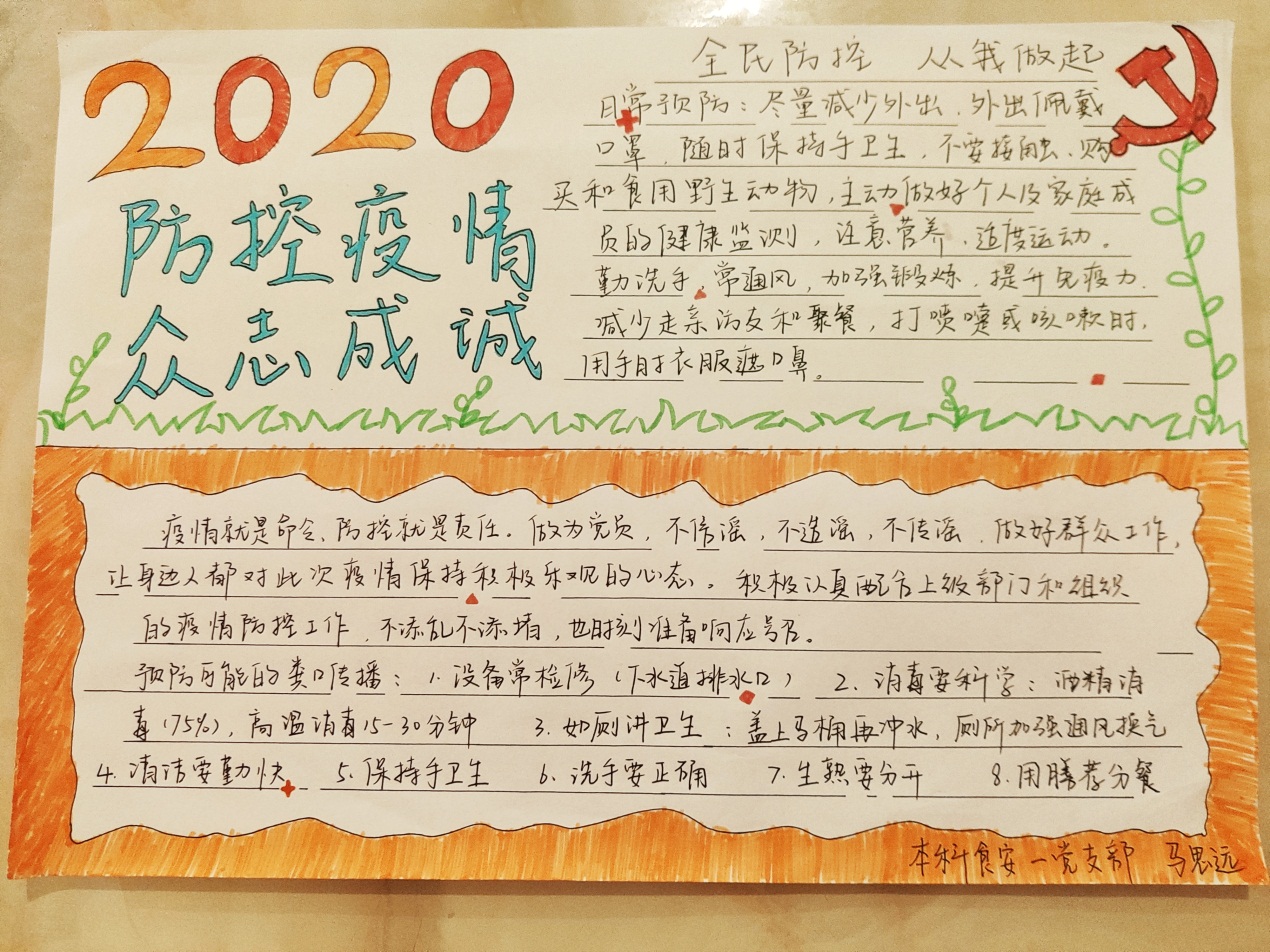 2020
防控疫情
众志成诚
全民防控 从我做起
日常预防：尽量减少外出、外出佩戴
口罩、随时保持手卫生，不要接触、购
买和食用野生动物，主动做好个人及家庭成
员的健康监测，注意营养、适度运动。
勤洗手，常通风，加强锻炼、提升免疫力、
减少走亲访友和聚餐，打喷嚏或咳嗽时，
用手肘衣服遮口鼻。
疫情就是命令、防控就是责任。做为党员，不信谣，不造谣，不传谣、做好群众工作，
让身边人都对此次疫情保持积极乐观的心态。积极认真配合上级部门和组织
的疫情防控工作、不添乱不添堵，也时刻准备响应号召。
预防可能的粪口传播：1.设备常检修（下水道排水口） 2.消毒要科学：酒精消
毒（75%），高温消毒15-30分钟 3.如厕讲卫生：盖上马桶再冲水，厕所加强通风换气
4.清洁要勤快 5.保持手卫生 6.洗手要正确 7.生熟要分开 8.用膳荐分餐
本科食安一党支部 马思远